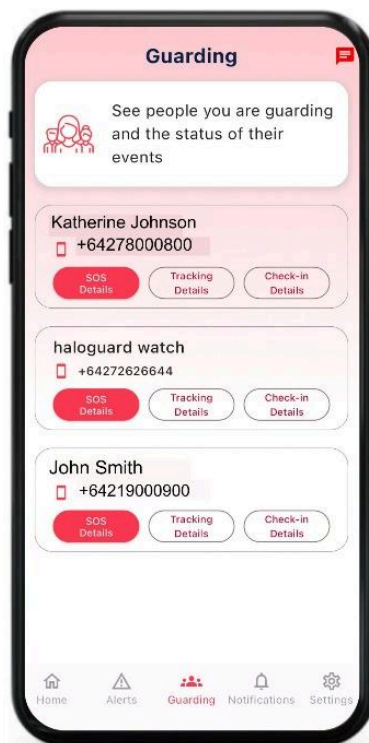 Guarding
See people you are guarding
and the status of their
events
Katherine Johnson
+64278000800
SOS
Details
Tracking
Details
Check-in
Details
haloguard watch
+64272626644
SOS
Details
Tracking
Details
Check-in
Details
John Smith
+64219000900
SOS
Details
Tracking
Details
Check-in
Details
Home Alerts Guarding Notifications Settings